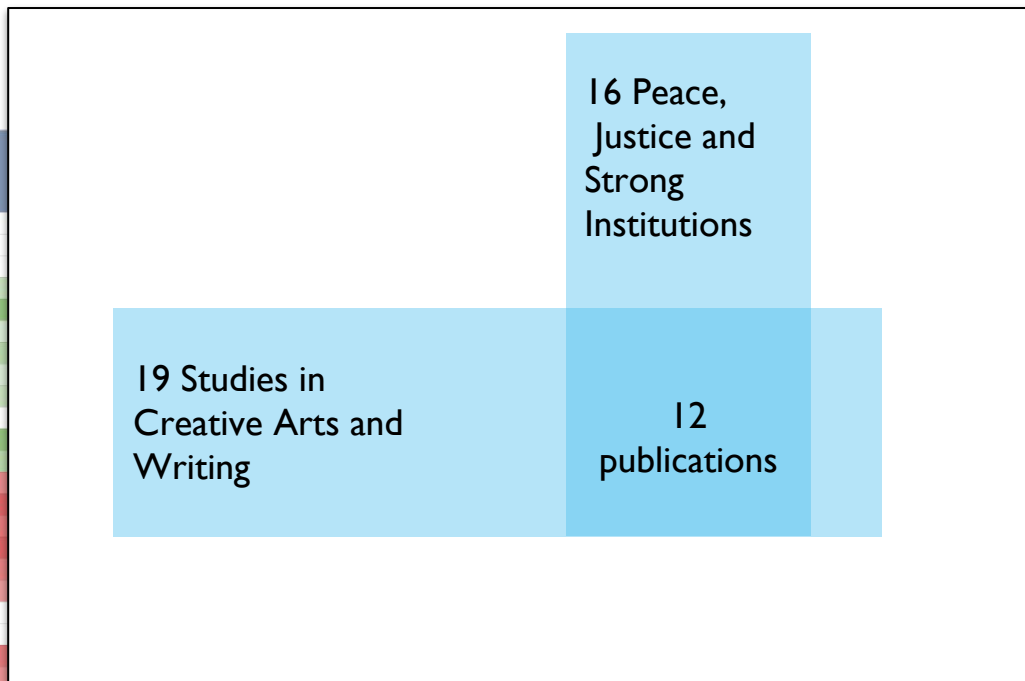 16 Peace,
Justice and
Strong
Institutions
19 Studies in
Creative Arts and
Writing
12
publications